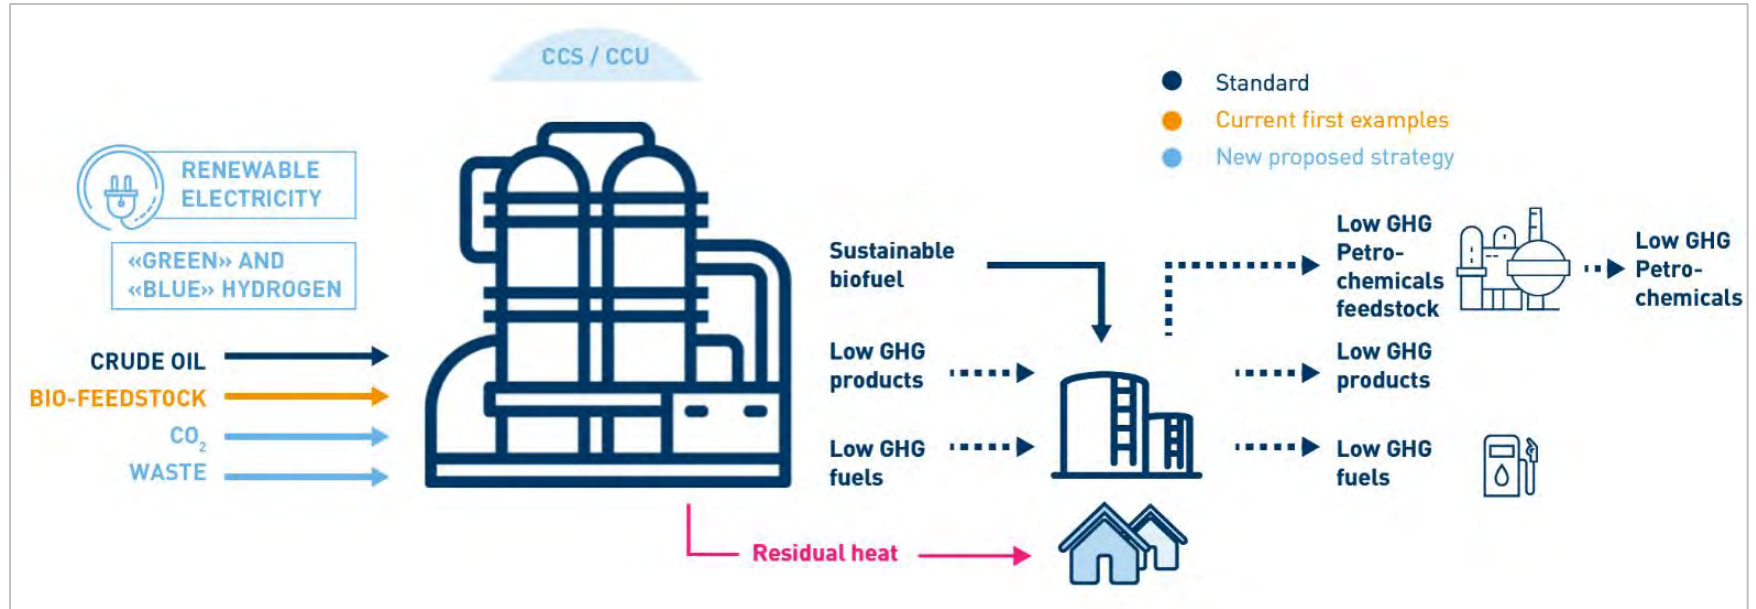 CCS / CCU
Standard
Current first examples
New proposed strategy
RENEWABLE
ELECTRICITY
«GREEN» AND
«BLUE» HYDROGEN
CRUDE OIL
BIO-FEEDSTOCK
CO₂
WASTE
Sustainable
biofuel
Low GHG
products
Low GHG
fuels
Residual heat
Low GHG
Petro-
chemicals
feedstock
Low GHG
Petro-
chemicals
Low GHG
products
Low GHG
fuels